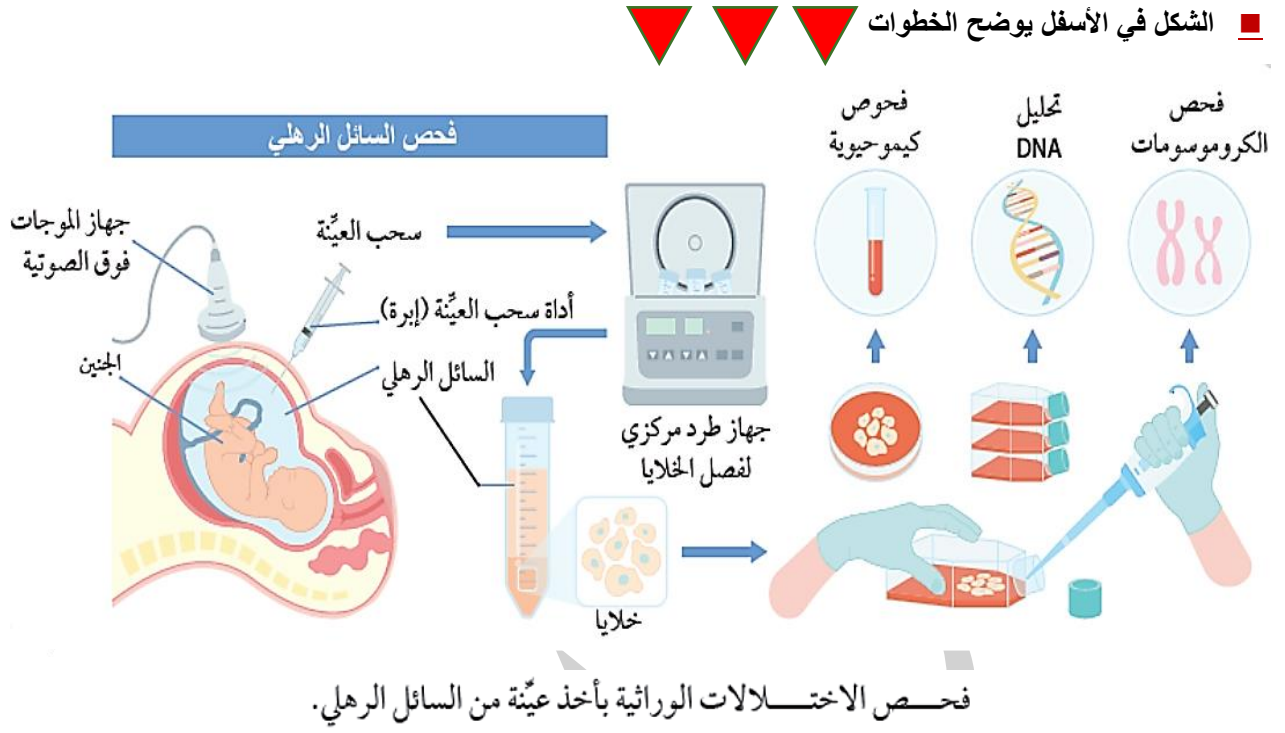 الشكل في الأسفل يوضح الخطوات
فحص السائل الرهلي
جهاز الموجات
فوق الصوتية
سحب العيِّنة
أداة سحب العيِّنة (إبرة)
الجنين
السائل الرهلي
جهاز طرد مركزي
لفصل الخلايا
خلايا
فحوص
كيموحيوية
تحليل
DNA
فحص
الكروموسومات
فحـــص الاختـــلالات الوراثية بأخذ عيِّنة من السائل الرهلي.